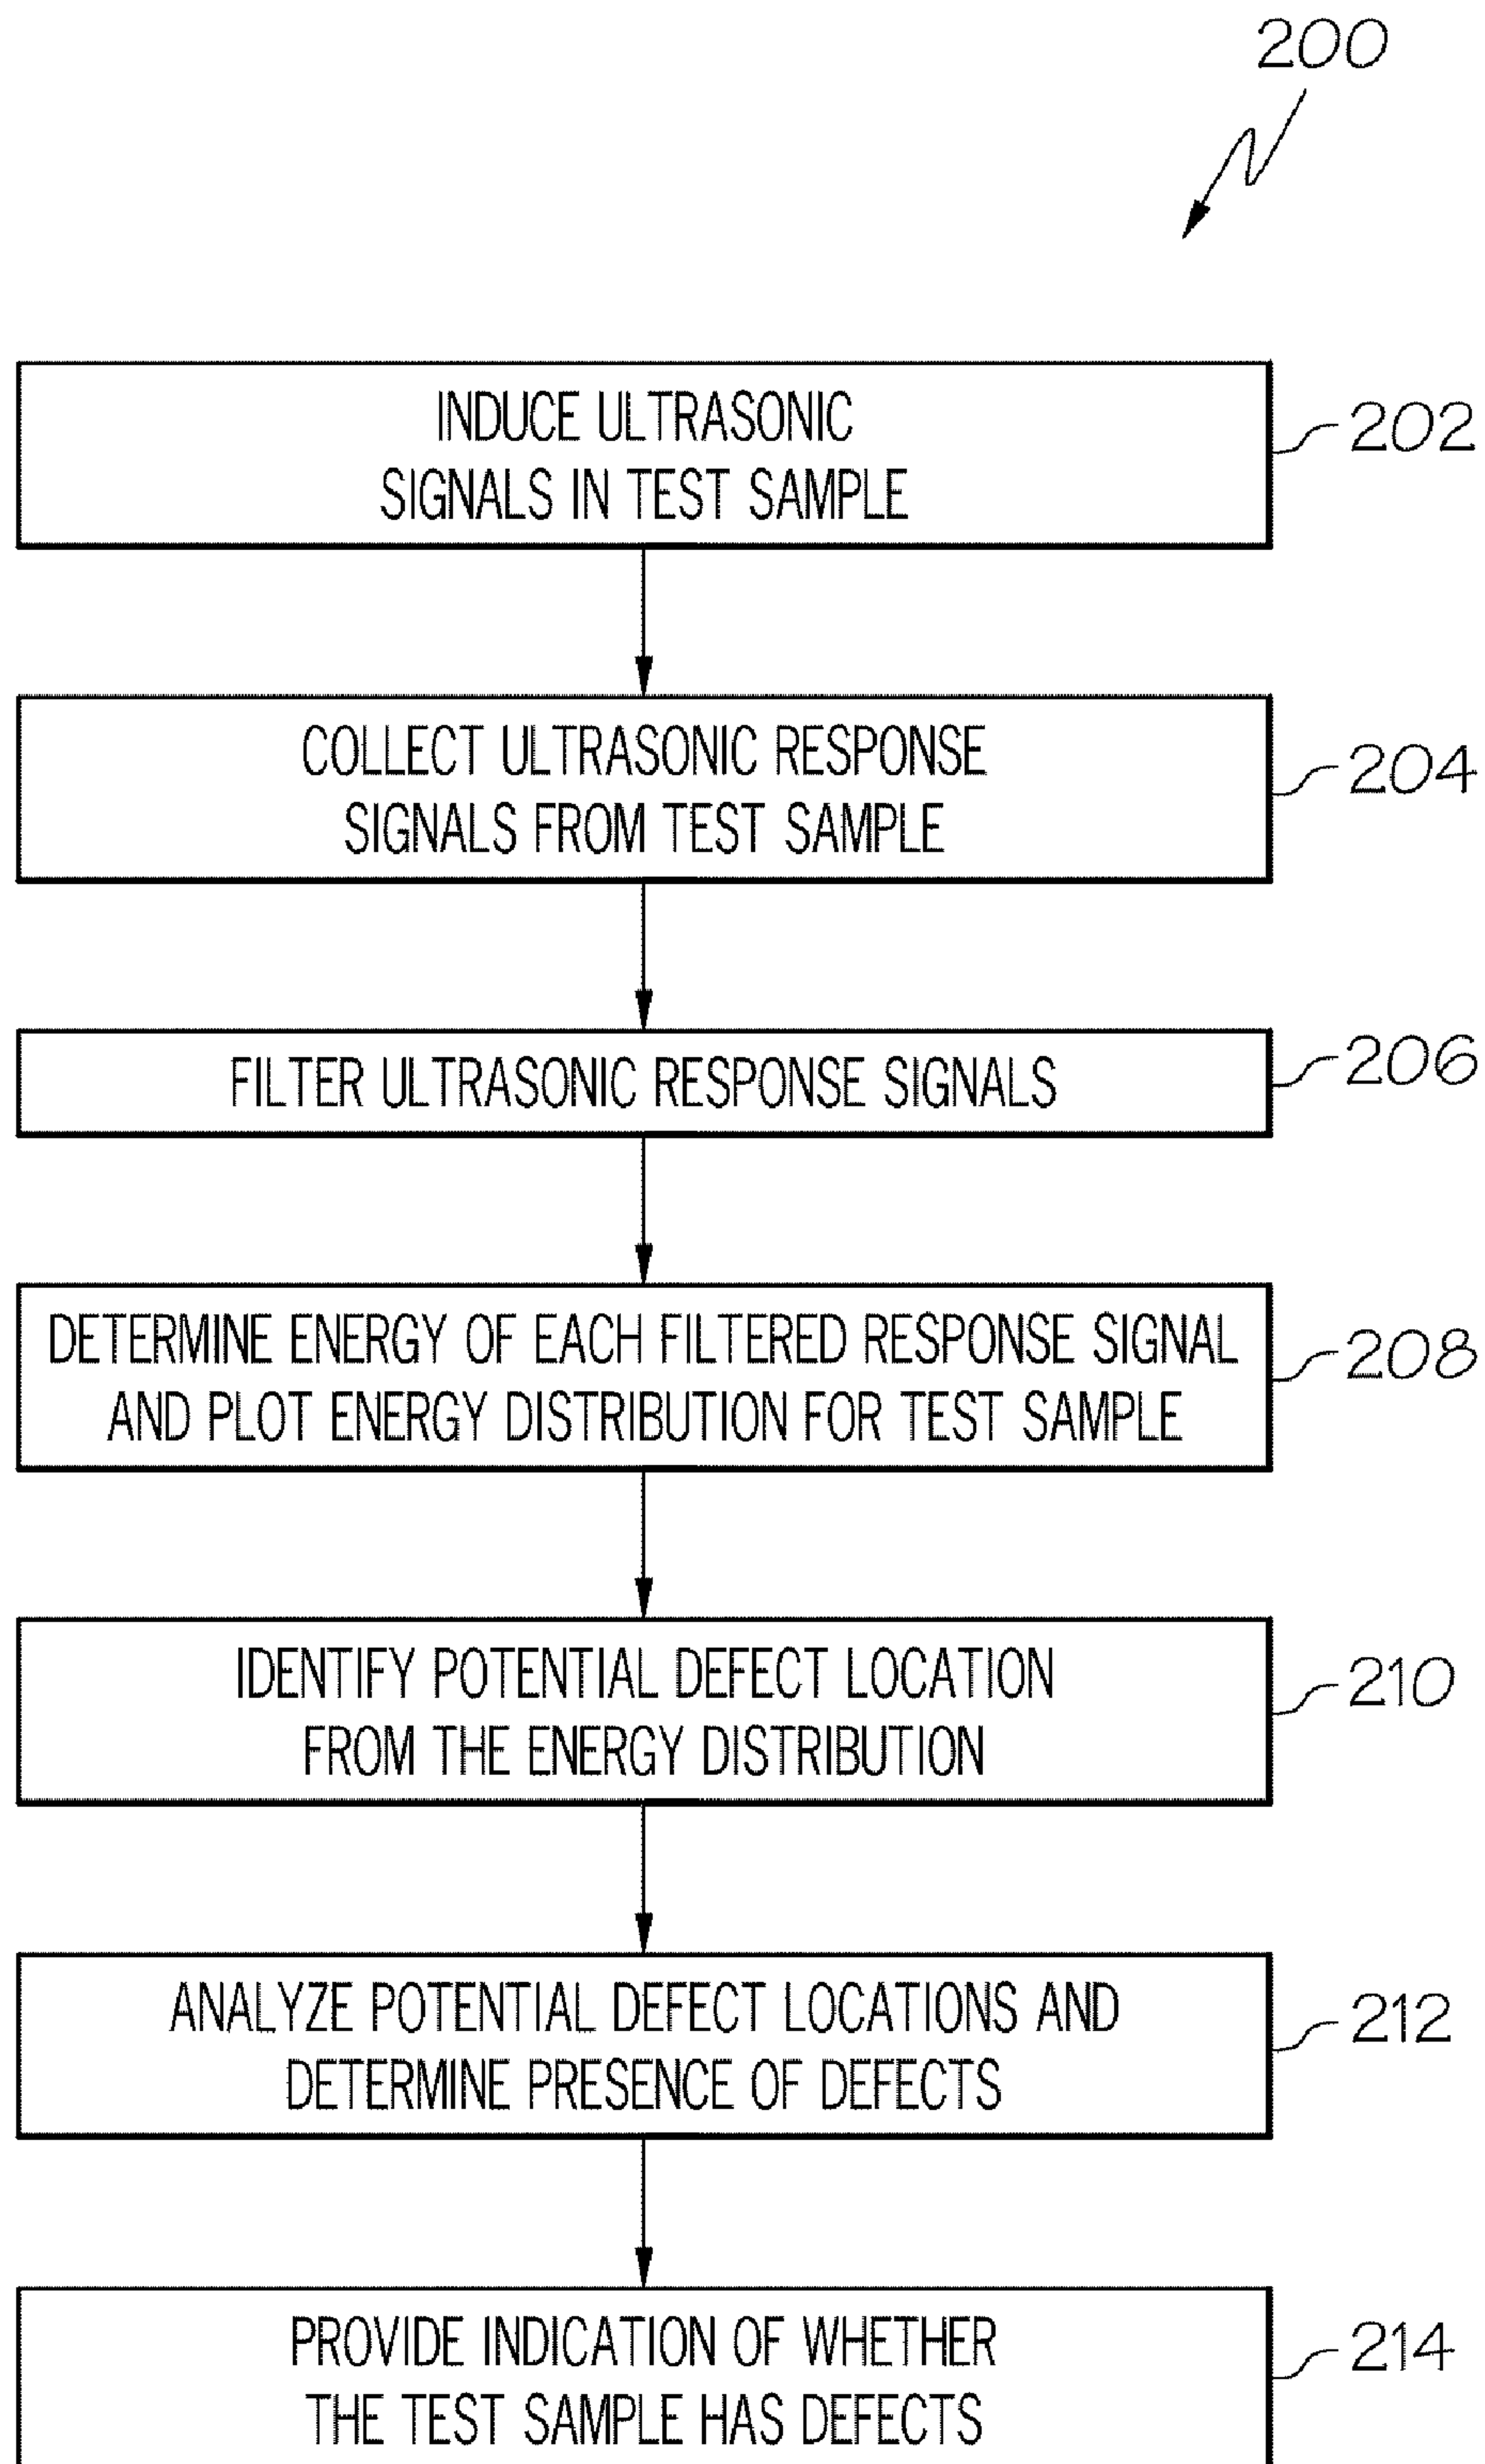 200
INDUCE ULTRASONIC
SIGNALS IN TEST SAMPLE
202
COLLECT ULTRASONIC RESPONSE
SIGNALS FROM TEST SAMPLE
204
FILTER ULTRASONIC RESPONSE SIGNALS
206
DETERMINE ENERGY OF EACH FILTERED RESPONSE SIGNAL
AND PLOT ENERGY DISTRIBUTION FOR TEST SAMPLE
208
IDENTIFY POTENTIAL DEFECT LOCATION
FROM THE ENERGY DISTRIBUTION
210
ANALYZE POTENTIAL DEFECT LOCATIONS AND
DETERMINE PRESENCE OF DEFECTS
212
PROVIDE INDICATION OF WHETHER
THE TEST SAMPLE HAS DEFECTS
214